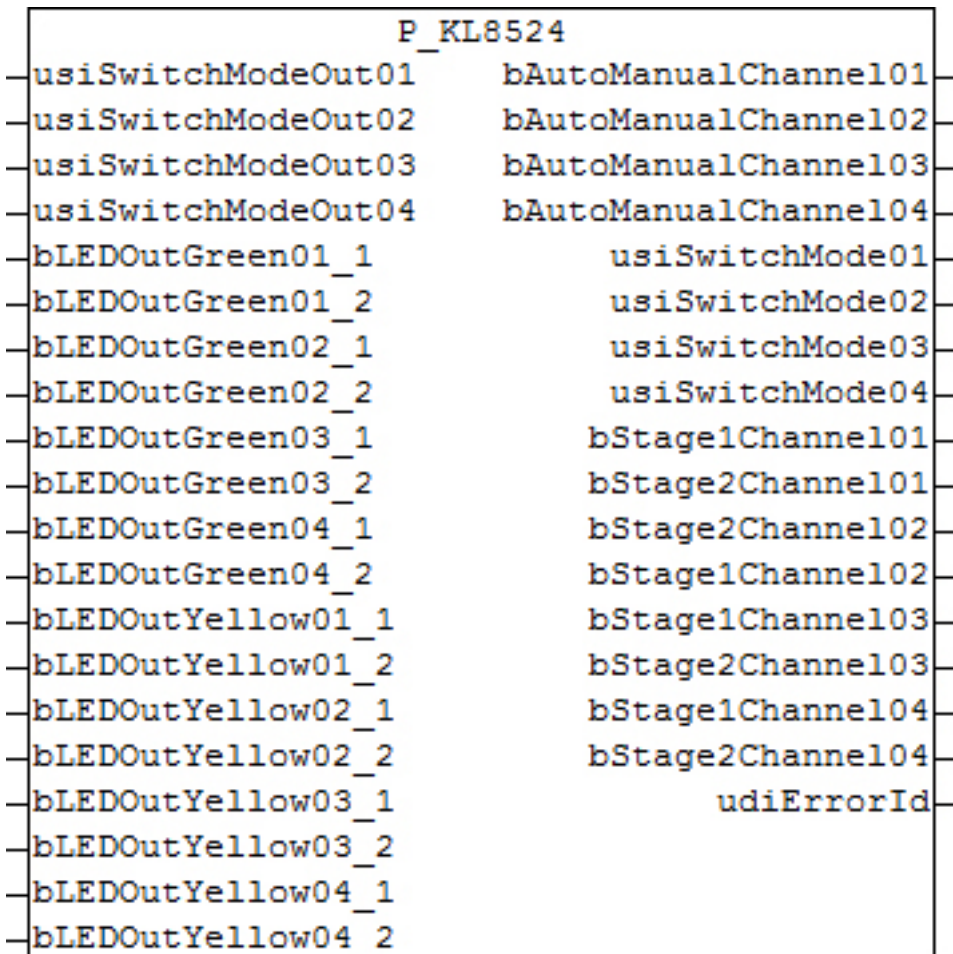 P_KL8524
usiSwitchModeOut01 bAutoManualChannel01
usiSwitchModeOut02 bAutoManualChannel02
usiSwitchModeOut03 bAutoManualChannel03
usiSwitchModeOut04 bAutoManualChannel04
bLEDOutGreen01_1 usiSwitchMode01
bLEDOutGreen01_2 usiSwitchMode02
bLEDOutGreen02_1 usiSwitchMode03
bLEDOutGreen02_2 usiSwitchMode04
bLEDOutGreen03_1 bStage1Channel01
bLEDOutGreen03_2 bStage2Channel01
bLEDOutGreen04_1 bStage2Channel02
bLEDOutGreen04_2 bStage1Channel02
bLEDOutYellow01_1 bStage1Channel03
bLEDOutYellow01_2 bStage2Channel03
bLEDOutYellow02_1 bStage1Channel04
bLEDOutYellow02_2 bStage2Channel04
bLEDOutYellow03_1 udiErrorId
bLEDOutYellow03_2
bLEDOutYellow04_1
bLEDOutYellow04_2